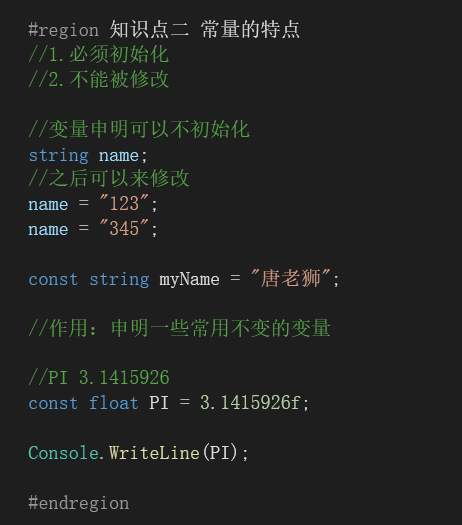 #region 知识点二 常量的特点
//1.必须初始化
//2.不能被修改
//变量申明可以不初始化
string name;
//之后可以来修改
name = "123";
name = "345";
const string myName = "唐老狮";
//作用：申明一些常用不变的变量
//PI 3.1415926
const float PI = 3.1415926f;
Console.WriteLine(PI);
#endregion